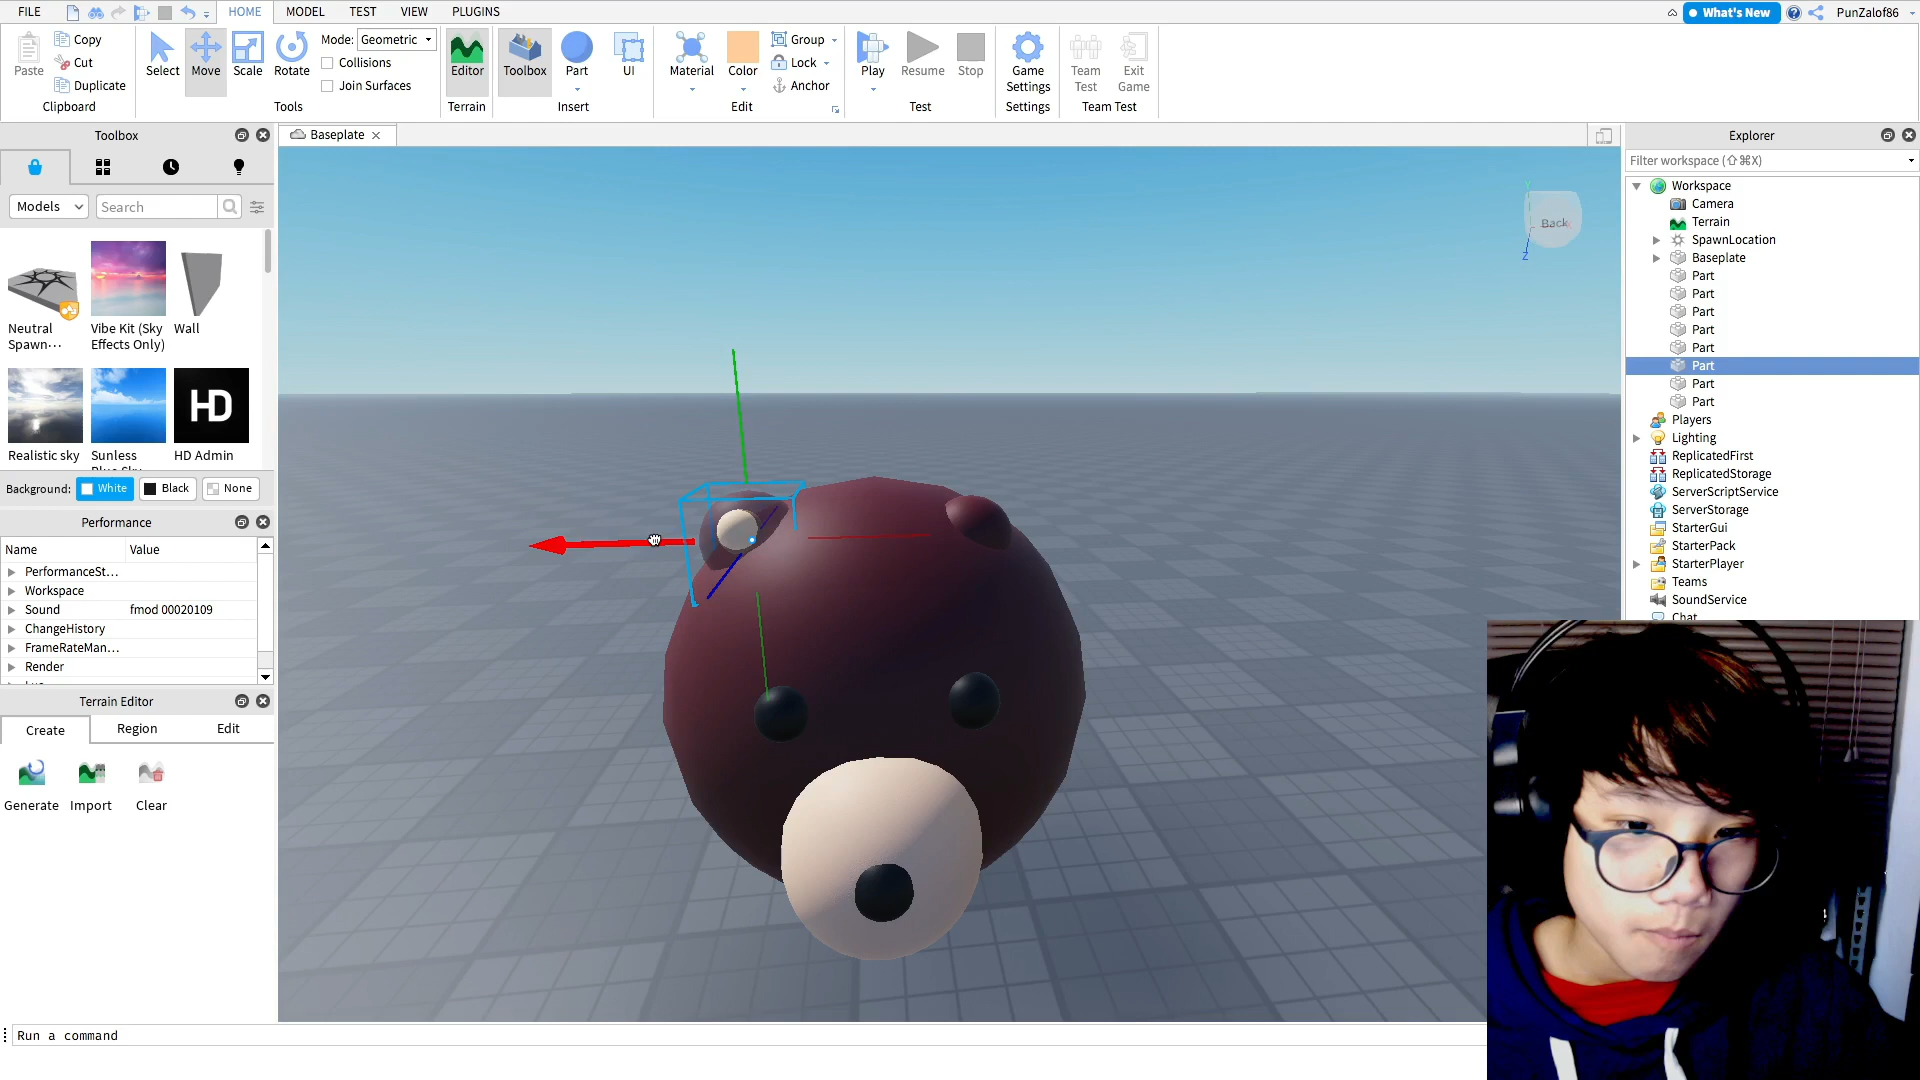 FILE HOME MODEL TEST VIEW PLUGINS What's New PunZalof86
Paste Copy Cut Duplicate Clipboard
Select Move Scale Rotate Mode: Geometric Collisions Join Surfaces Tools
Editor Terrain
Toolbox Part UI Insert
Material Color Group Lock Anchor Edit
Play Resume Stop Test
Game Settings Settings
Team Test Exit Game Team Test
Toolbox
Models Search
Neutral Spawn...
Vibe Kit (Sky Effects Only)
Wall
HD
Realistic sky
Sunless
HD Admin
Background: White Black None
Performance
Name Value
PerformanceSt...
Workspace
Sound fmod 00020109
ChangeHistory
FrameRateMan...
Render
Terrain Editor
Create Region Edit
Generate Import Clear
Run a command
Baseplate
Back
Z
Explorer
Filter workspace (⇧⌘X)
Workspace
Camera
Terrain
SpawnLocation
Baseplate
Part
Part
Part
Part
Part
Part
Part
Part
Players
Lighting
ReplicatedFirst
ReplicatedStorage
ServerScriptService
ServerStorage
StarterGui
StarterPack
StarterPlayer
Teams
SoundService
Chat